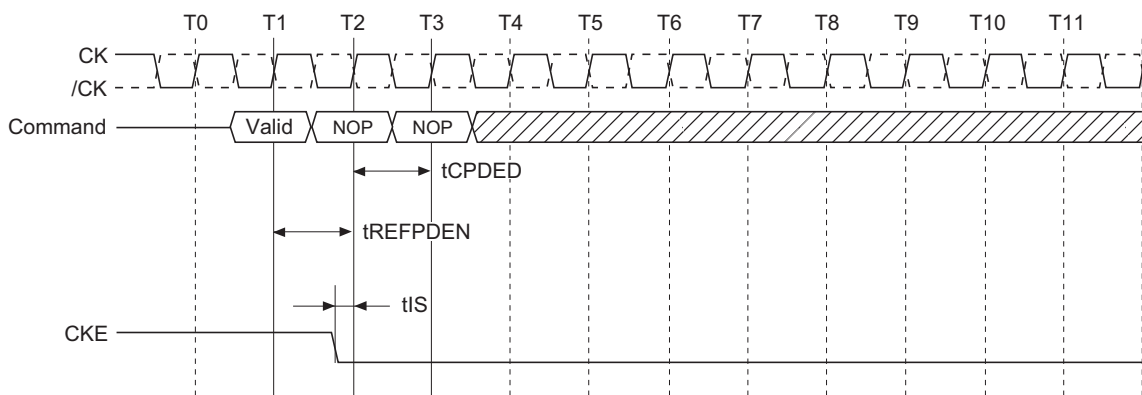 T0 T1 T2 T3 T4 T5 T6 T7 T8 T9 T10 T11
CK
/CK
Command Valid NOP NOP
tCPDED
tREFPDEN
tIS
CKE